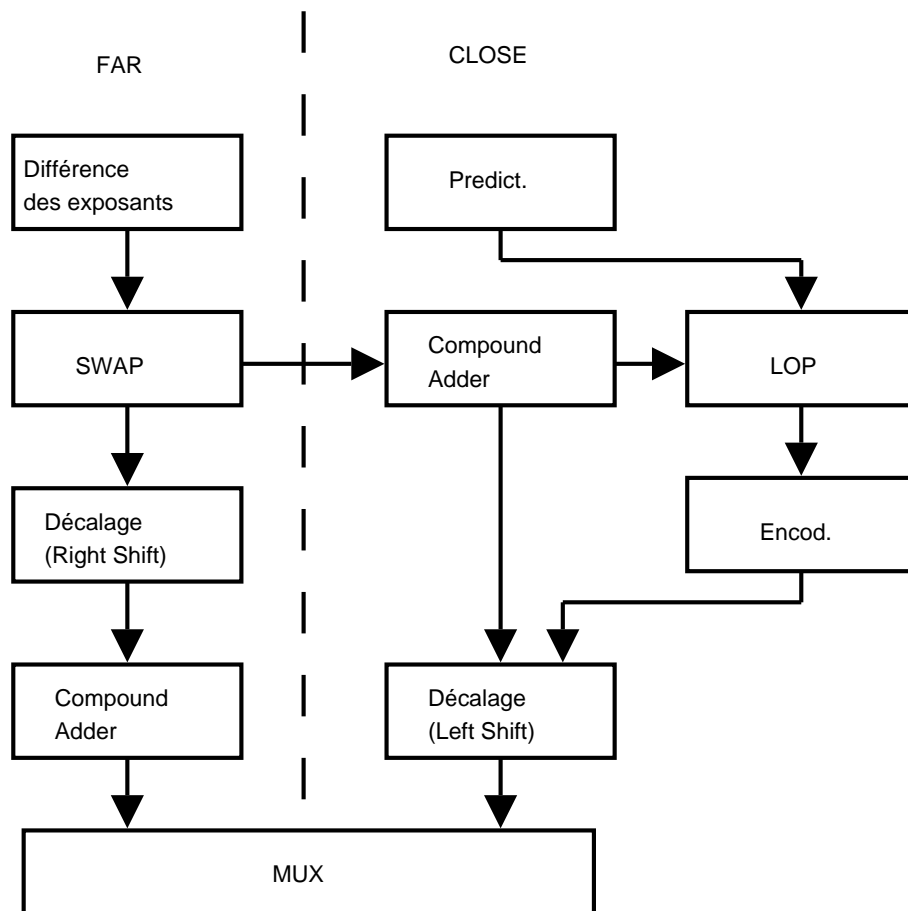 FAR
CLOSE
Différence
des exposants
Predict.
SWAP
Compound
Adder
LOP
Décalage
(Right Shift)
Encod.
Compound
Adder
Décalage
(Left Shift)
MUX